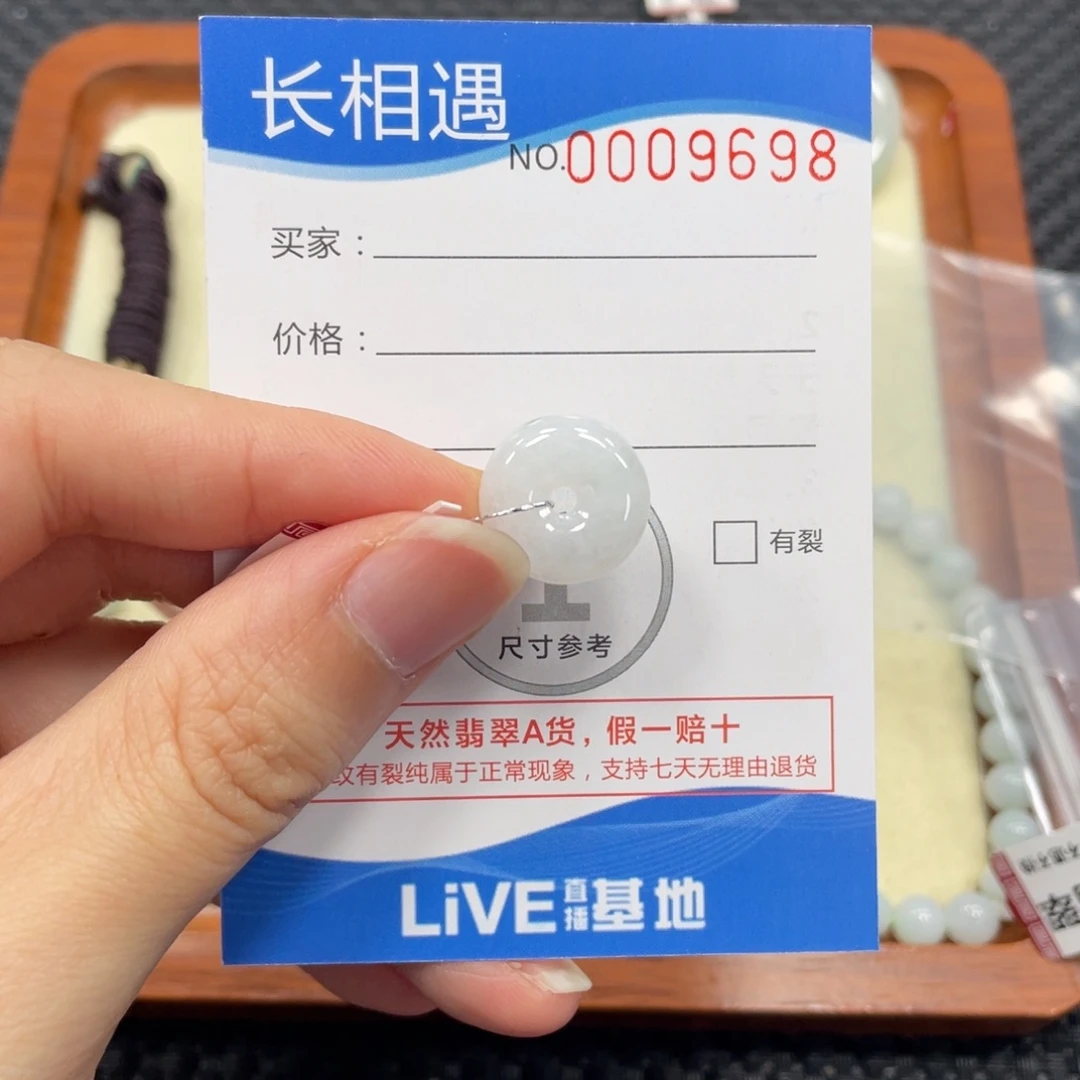 长相遇
NO.0009698
买家：
价格：
有裂
尺寸参考
天然翡翠A货，假一赔十
纹有裂纯属于正常现象，支持七天无理由退货
LiVE直播基地
翠